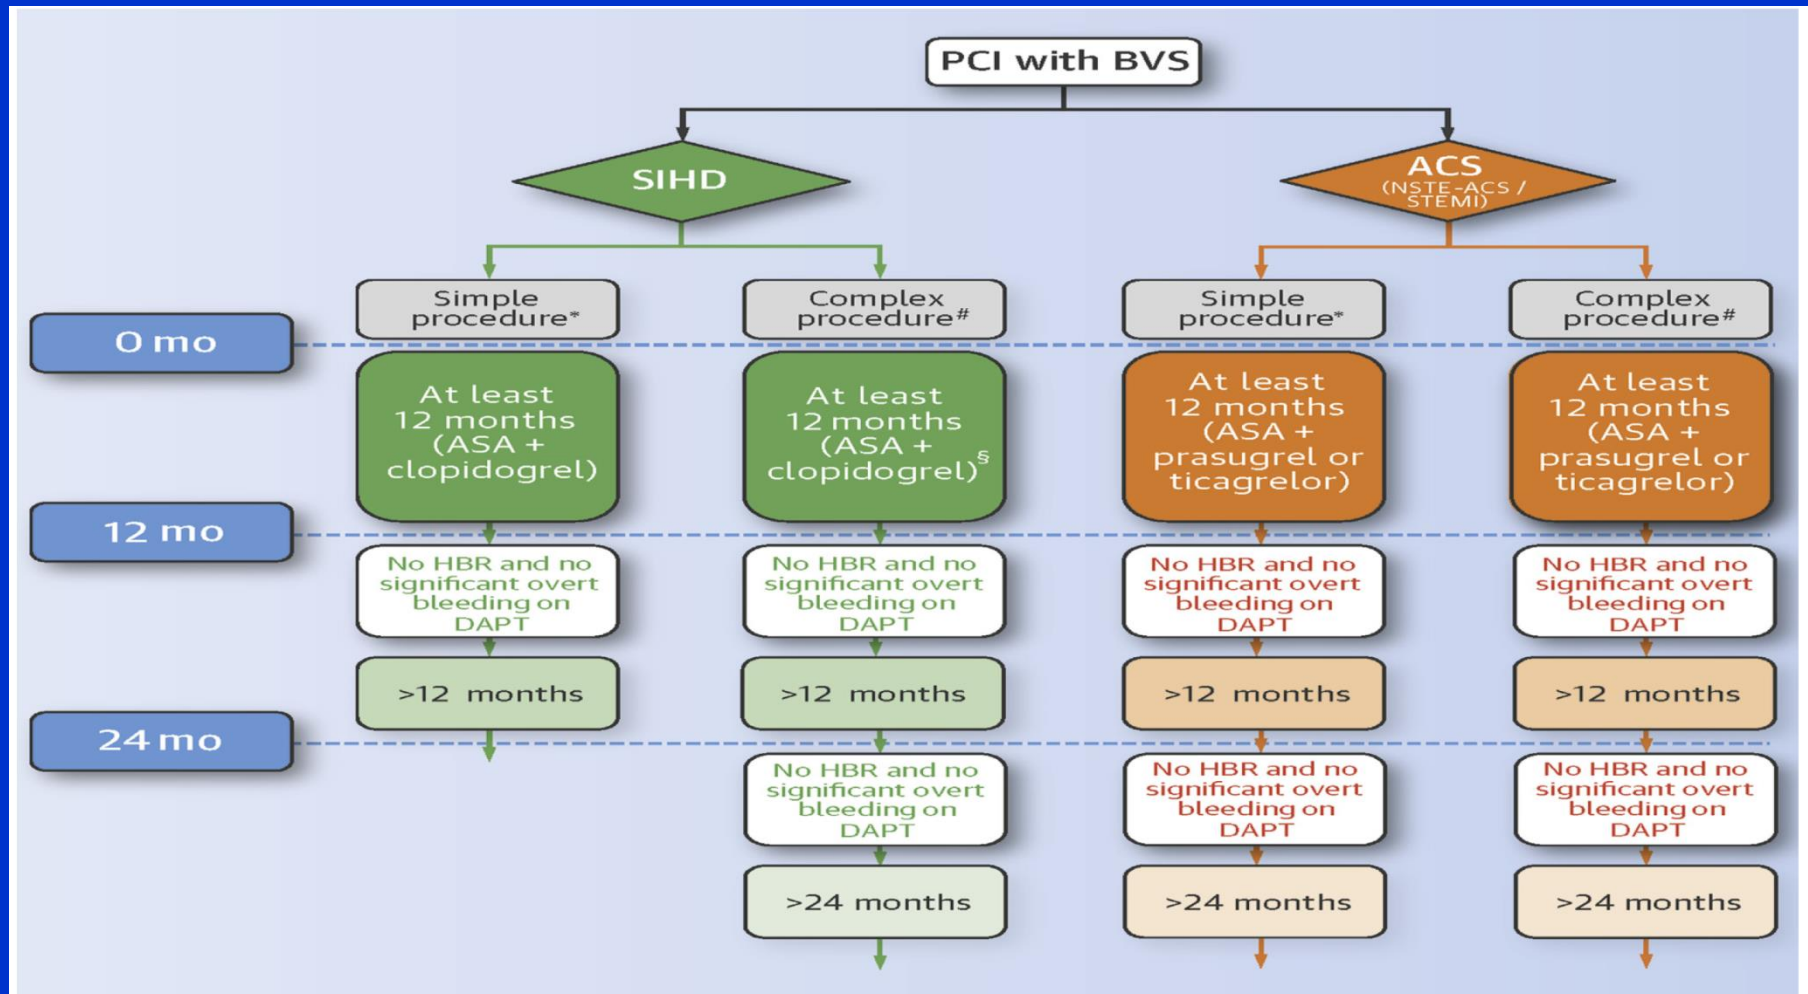 PCI with BVS
SIHD
ACS
(NSTE-ACS /
STEMI)
Simple
procedure*
Complex
procedure#
Simple
procedure*
Complex
procedure#
0 mo
At least
12 months
(ASA +
clopidogrel)
At least
12 months
(ASA +
clopidogrel)§
At least
12 months
(ASA +
prasugrel or
ticagrelor)
At least
12 months
(ASA +
prasugrel or
ticagrelor)
12 mo
No HBR and no
significant overt
bleeding on
DAPT
No HBR and no
significant overt
bleeding on
DAPT
No HBR and no
significant overt
bleeding on
DAPT
No HBR and no
significant overt
bleeding on
DAPT
>12 months
>12 months
>12 months
>12 months
24 mo
No HBR and no
significant overt
bleeding on
DAPT
No HBR and no
significant overt
bleeding on
DAPT
No HBR and no
significant overt
bleeding on
DAPT
>24 months
>24 months
>24 months